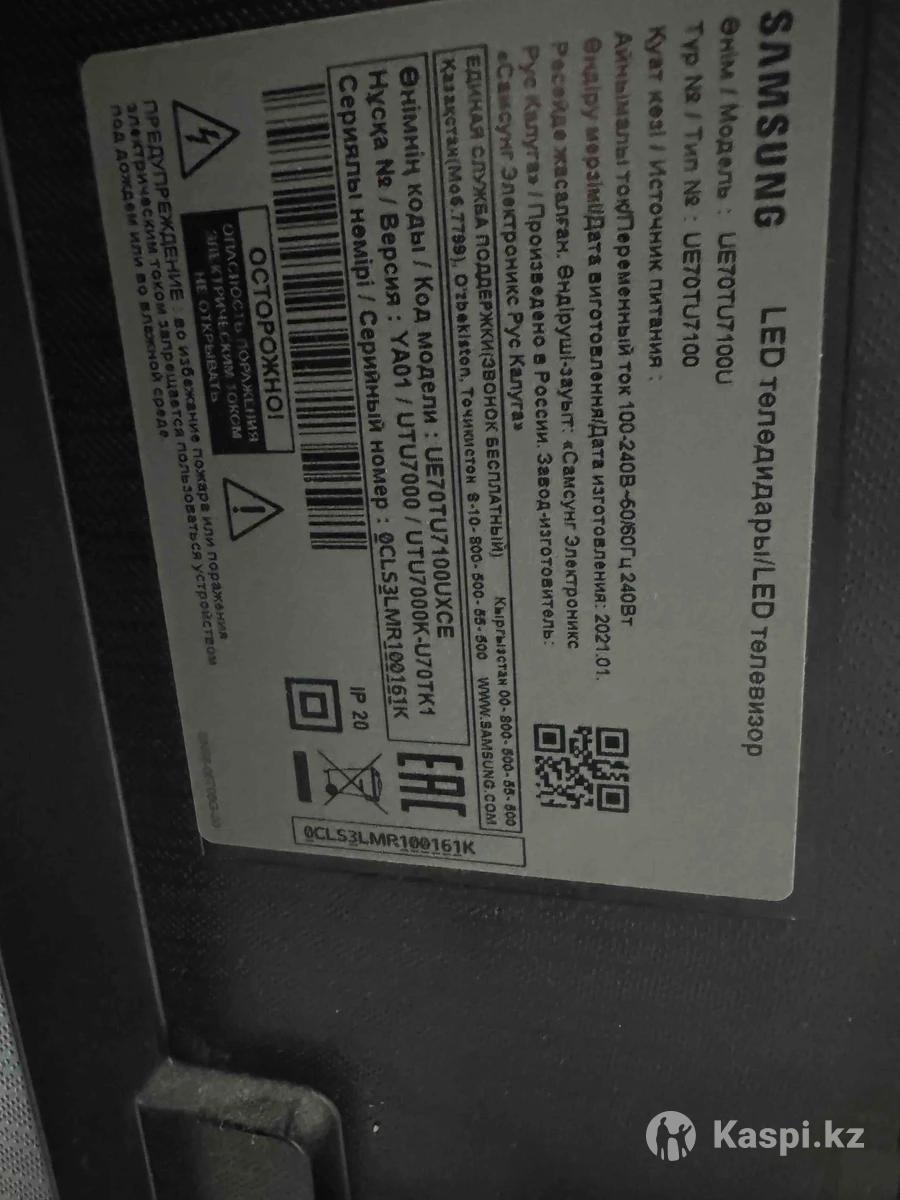 SAMSUNG LED теледидары/LED телевизор
Өнім / Модель : UE70TU7100U
Түр № / Тип № : UE70TU7100
Қуат көзі / Источник питания :
Айнымалы ток/Переменный ток 100-240В~50/60Гц 240Вт
Өндіру мерзімі/Дата виготовлення/Дата изготовления: 2021.01.
Ресейде жасалған. Өндіруші-зауыт: «Самсунг Электроникс
Рус Калуга» / Произведено в России. Завод-изготовитель:
«Самсунг Электроникс Рус Калуга»
ЕДИНАЯ СЛУЖБА ПОДДЕРЖКИ(ЗВОНОК БЕСПЛАТНЫЙ) Кыргызстан 00-800-500-55-500
Қазақстан(Моб.7799), O'zbekiston, Тоҷикистон 8-10-800-500-55-500 WWW.SAMSUNG.COM
Өнімнің коды / Код модели : UE70TU7100UXCE
Нұсқа № / Версия : YA01 / UTU7000 / UTU7000K-U70TK1
Сериялы немірі / Серийный номер : 0CLS3LMR100161K
EAC
IP 20
0CLS3LMR100161K
ОСТОРОЖНО!
ОПАСНОСТЬ ПОРАЖЕНИЯ
ЭЛЕКТРИЧЕСКИМ ТОКОМ
НЕ ОТКРЫВАТЬ
ПРЕДУПРЕЖДЕНИЕ : во избежание пожара или поражения
электрическим током запрещается пользоваться устройством
под дождем или во влажной среде.
Kaspi.kz